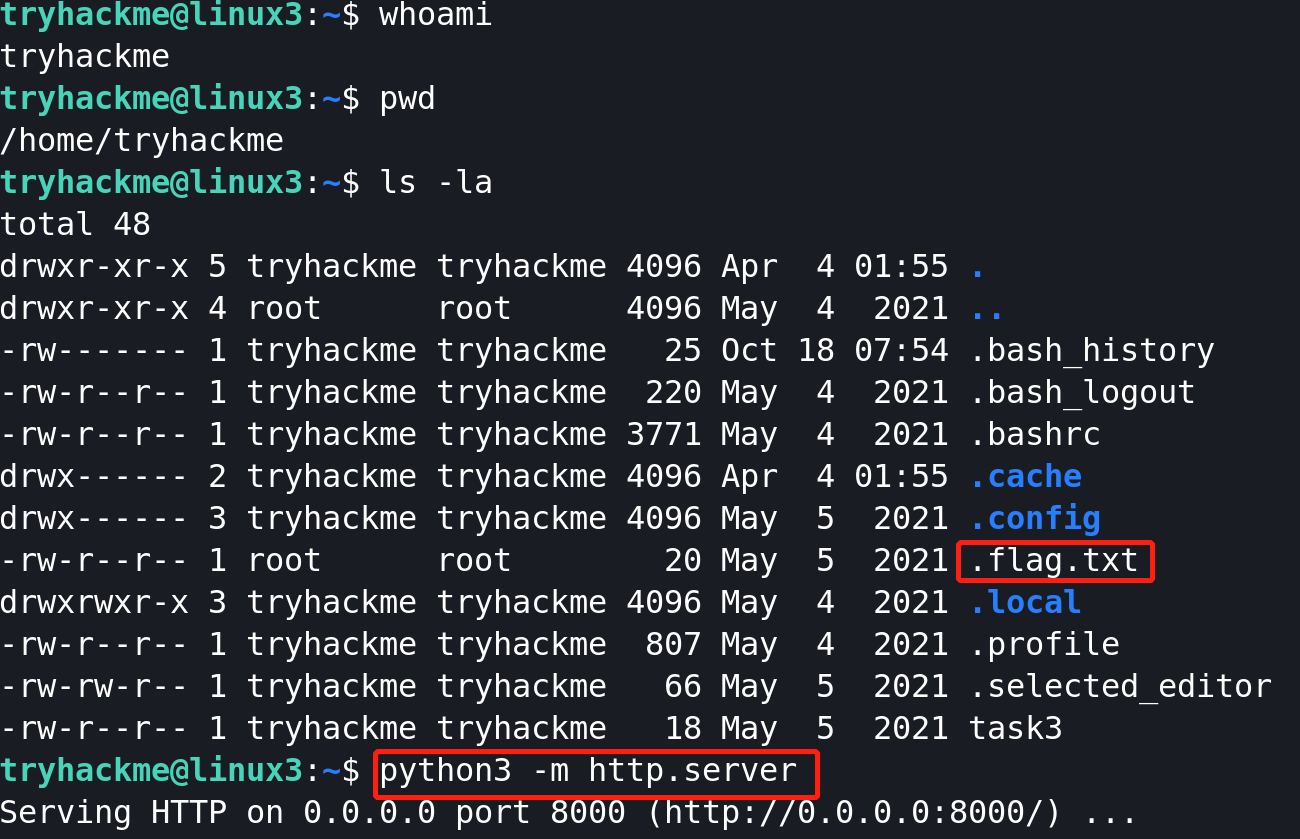 tryhackme@linux3:~$ whoami
tryhackme
tryhackme@linux3:~$ pwd
/home/tryhackme
tryhackme@linux3:~$ ls -la
total 48
drwxr-xr-x 5 tryhackme tryhackme 4096 Apr  4 01:55 .
drwxr-xr-x 4 root      root      4096 May  4  2021 ..
-rw------- 1 tryhackme tryhackme   25 Oct 18 07:54 .bash_history
-rw-r--r-- 1 tryhackme tryhackme  220 May  4  2021 .bash_logout
-rw-r--r-- 1 tryhackme tryhackme 3771 May  4  2021 .bashrc
drwx------ 2 tryhackme tryhackme 4096 Apr  4 01:55 .cache
drwx------ 3 tryhackme tryhackme 4096 May  5  2021 .config
-rw-r--r-- 1 root      root        20 May  5  2021 .flag.txt
drwxrwxr-x 3 tryhackme tryhackme 4096 May  4  2021 .local
-rw-r--r-- 1 tryhackme tryhackme  807 May  4  2021 .profile
-rw-rw-r-- 1 tryhackme tryhackme   66 May  5  2021 .selected_editor
-rw-r--r-- 1 tryhackme tryhackme   18 May  5  2021 task3
tryhackme@linux3:~$ python3 -m http.server
Serving HTTP on 0.0.0.0 port 8000 (http://0.0.0.0:8000/) ...